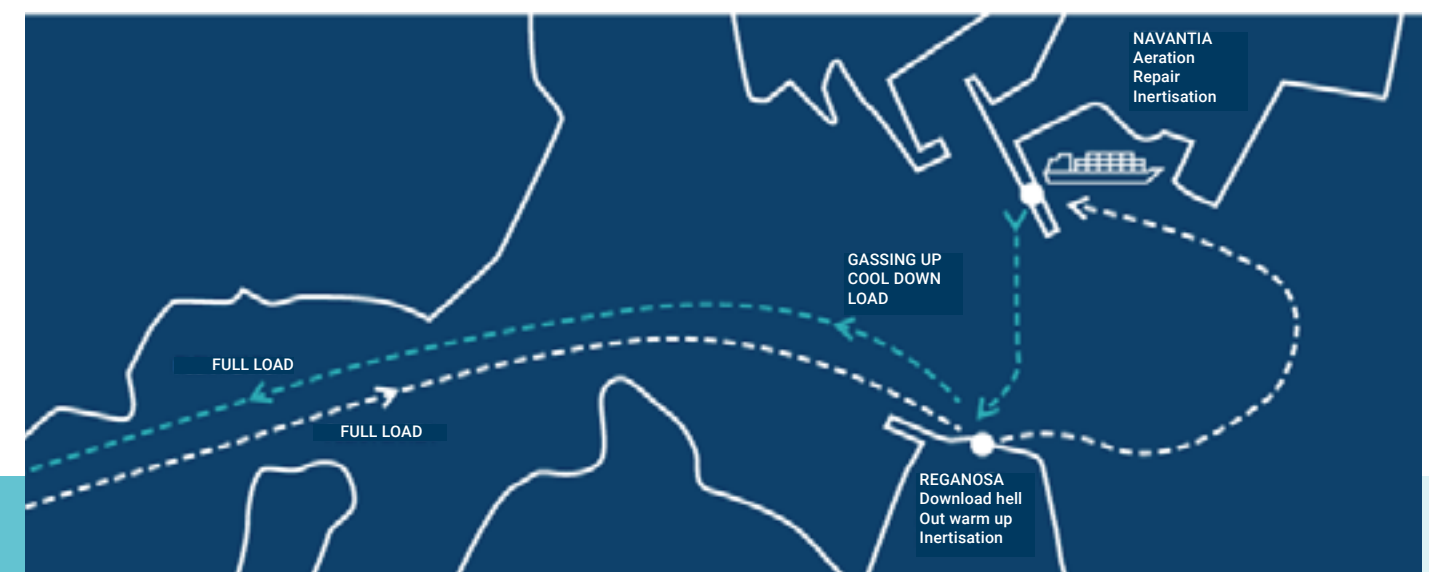 NAVANTIA
Aeration
Repair
Inertisation
GASSING UP
COOL DOWN
LOAD
FULL LOAD
FULL LOAD
REGANOSA
Download hell
Out warm up
Inertisation